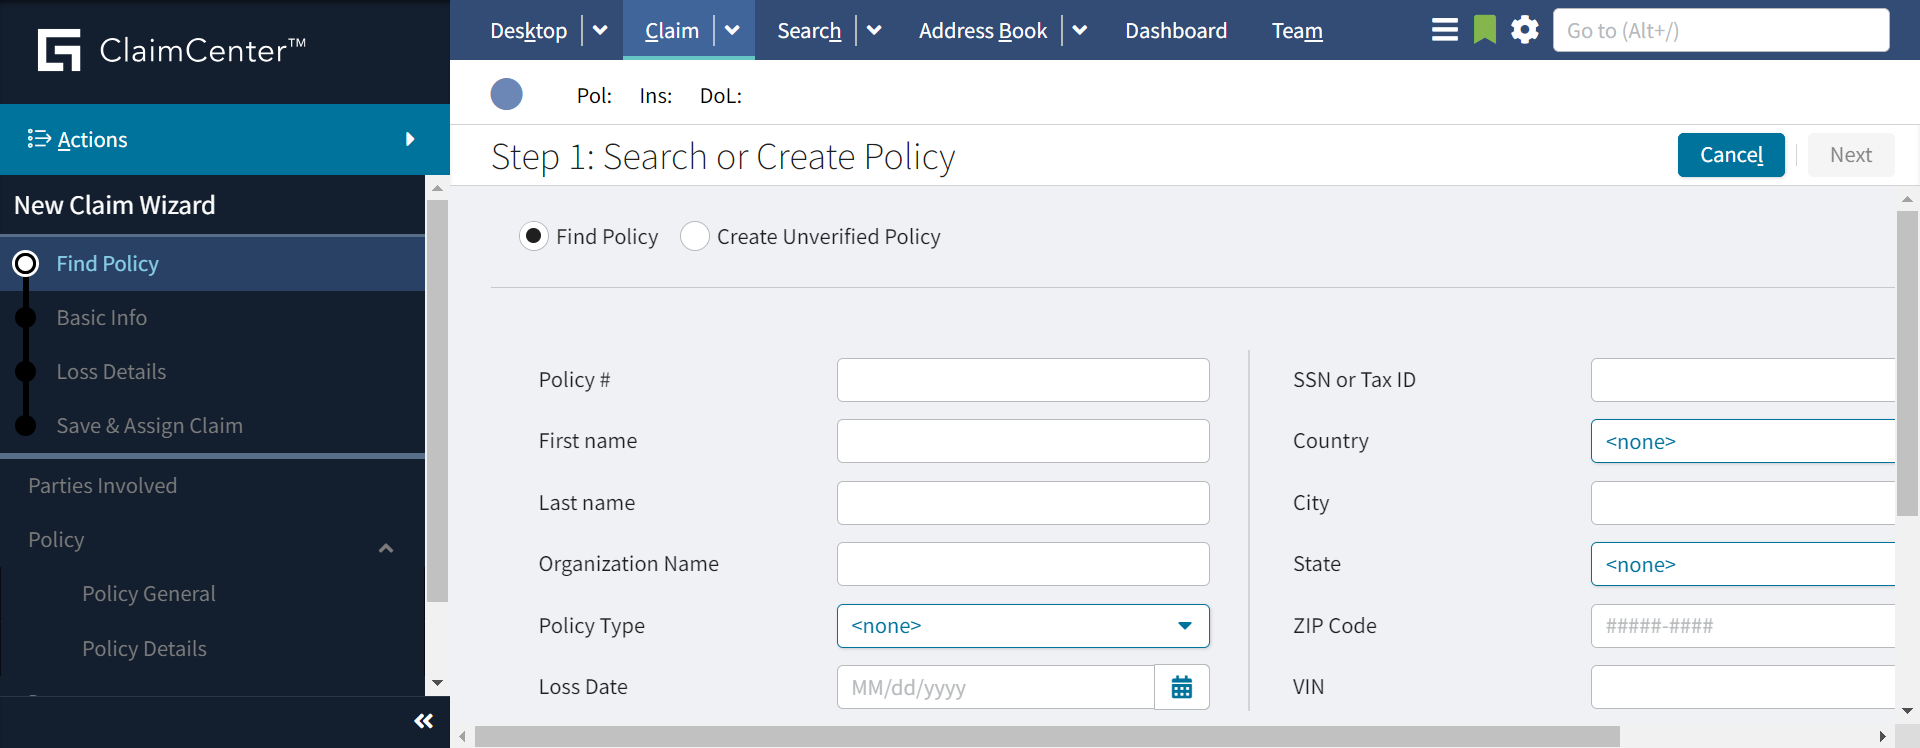 ClaimCenter™
Desktop Claim Search Address Book Dashboard Team Go to (Alt+/)
Pol: Ins: DoL:
Actions
Step 1: Search or Create Policy
Cancel Next
New Claim Wizard
Find Policy
Basic Info
Loss Details
Save & Assign Claim
Parties Involved
Policy
Policy General
Policy Details
Find Policy Create Unverified Policy
Policy #
First name
Last name
Organization Name
Policy Type <none>
Loss Date MM/dd/yyyy
SSN or Tax ID
Country <none>
City
State <none>
ZIP Code #####-####
VIN